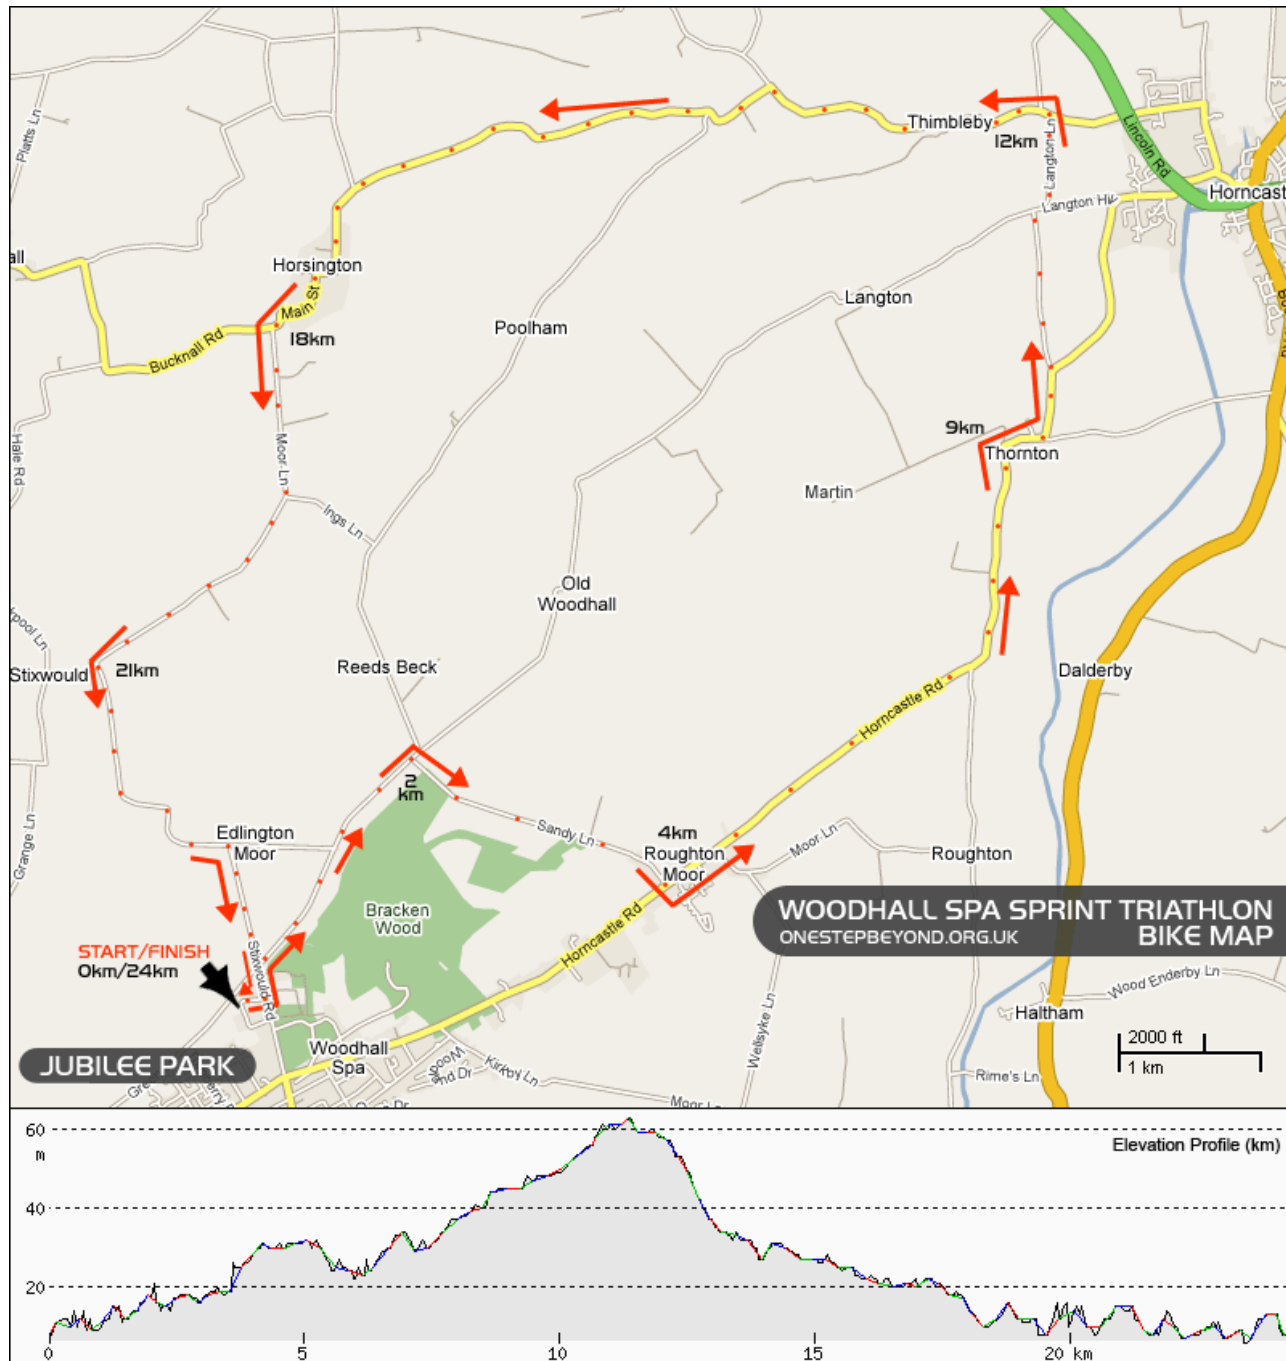 Platts Ln
Thimbleby
12km
Langton Ln
Lincoln Rd
Horncast
Langton Hil
all
Horsington
Main St
18km
Bucknall Rd
Poolham
Langton
Hale Rd
Moor Ln
Ings Ln
9km
Thornton
Martin
Old
Woodhall
Stixwould
21km
Reeds Beck
Dalderby
Horncastle Rd
2
km
Grange Ln
Edlington
Moor
Sandy Ln
4km
Roughton
Moor
Moor Ln
Roughton
Bracken
Wood
Horncastle Rd
WOODHALL SPA SPRINT TRIATHLON
ONESTEPBEYOND.ORG.UK
BIKE MAP
START/FINISH
0km/24km
Stixwould Rd
Wood Enderby Ln
Haltham
Wellsyke Ln
2000 ft
1 km
JUBILEE PARK
Woodhall
Spa
Kirkby Ln
Moor Ln
Rime's Ln
60
m
Elevation Profile (km)
40
20
0
5
10
15
20 km